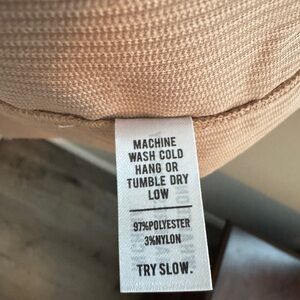 MACHINE
WASH COLD
HANG OR
TUMBLE DRY
LOW
97%POLYESTER
3%NYLON
TRY SLOW.